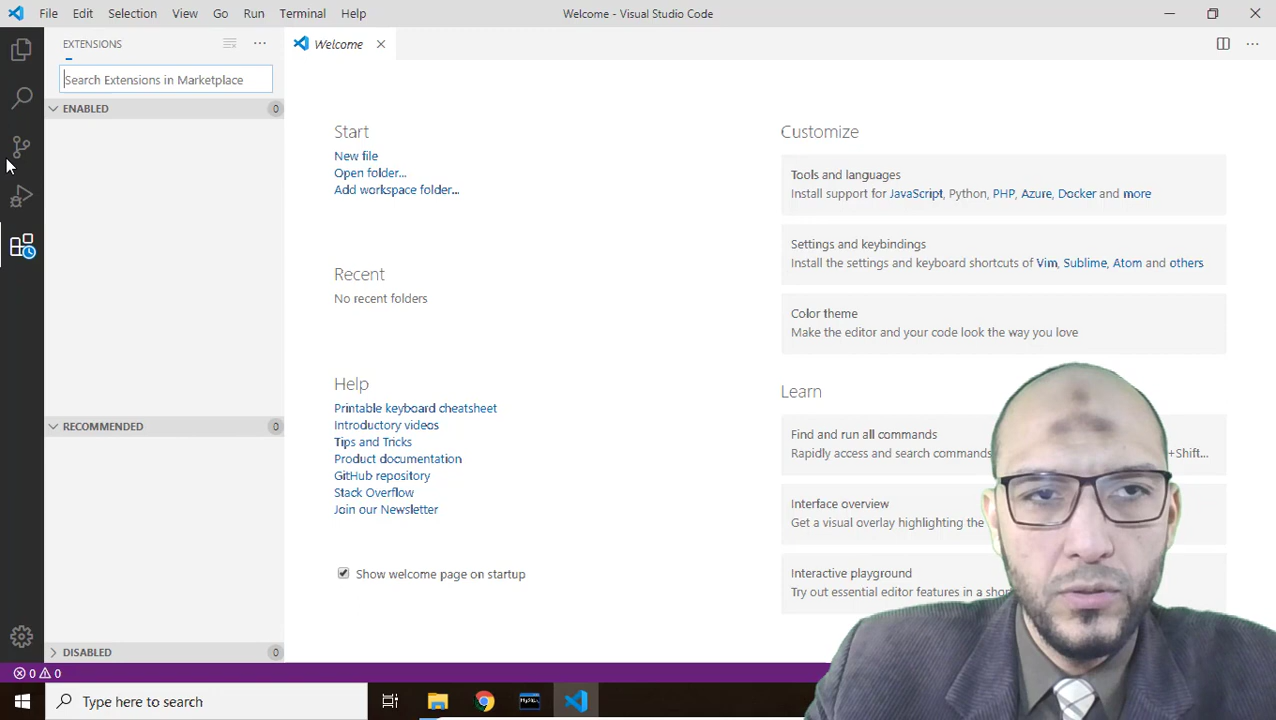 File Edit Selection View Go Run Terminal Help
Welcome - Visual Studio Code
EXTENSIONS
Welcome
Search Extensions in Marketplace
ENABLED 0
RECOMMENDED 0
DISABLED 0
Start
New file
Open folder...
Add workspace folder...
Recent
No recent folders
Help
Printable keyboard cheatsheet
Introductory videos
Tips and Tricks
Product documentation
GitHub repository
Stack Overflow
Join our Newsletter
Show welcome page on startup
Customize
Tools and languages
Install support for JavaScript, Python, PHP, Azure, Docker and more
Settings and keybindings
Install the settings and keyboard shortcuts of Vim, Sublime, Atom and others
Color theme
Make the editor and your code look the way you love
Learn
Find and run all commands
Rapidly access and search commands +Shift...
Interface overview
Get a visual overlay highlighting the
Interactive playground
Try out essential editor features in a
0 0
Type here to search